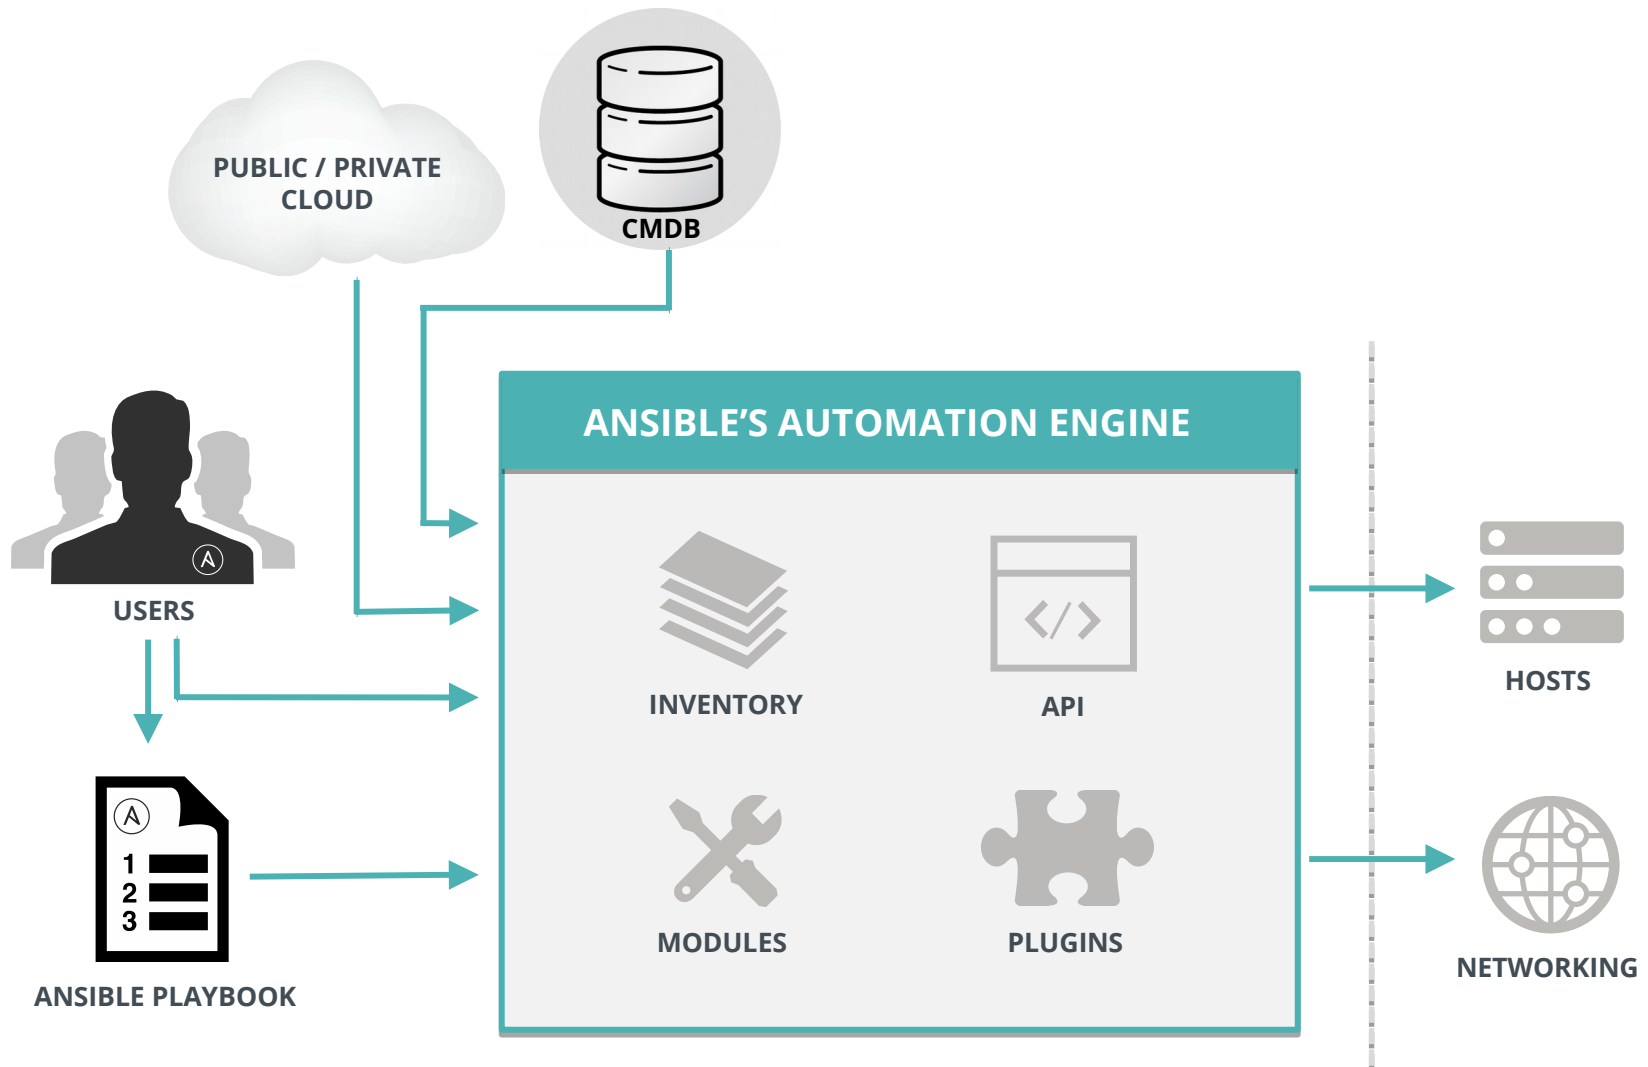 PUBLIC / PRIVATE
CLOUD
CMDB
ANSIBLE’S AUTOMATION ENGINE
USERS
INVENTORY
API
HOSTS
1
2
3
MODULES
PLUGINS
NETWORKING
ANSIBLE PLAYBOOK